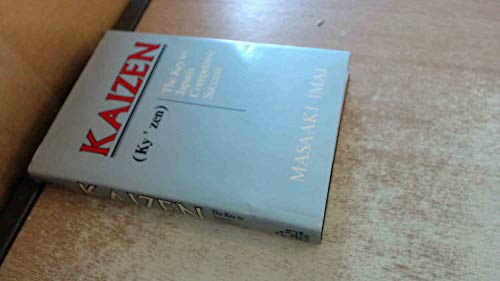 KAIZEN
(Ky ' zen)
The Key to
Japan's
Competitive
Success
MASAAKI IMAI
KAIZEN
The Key to